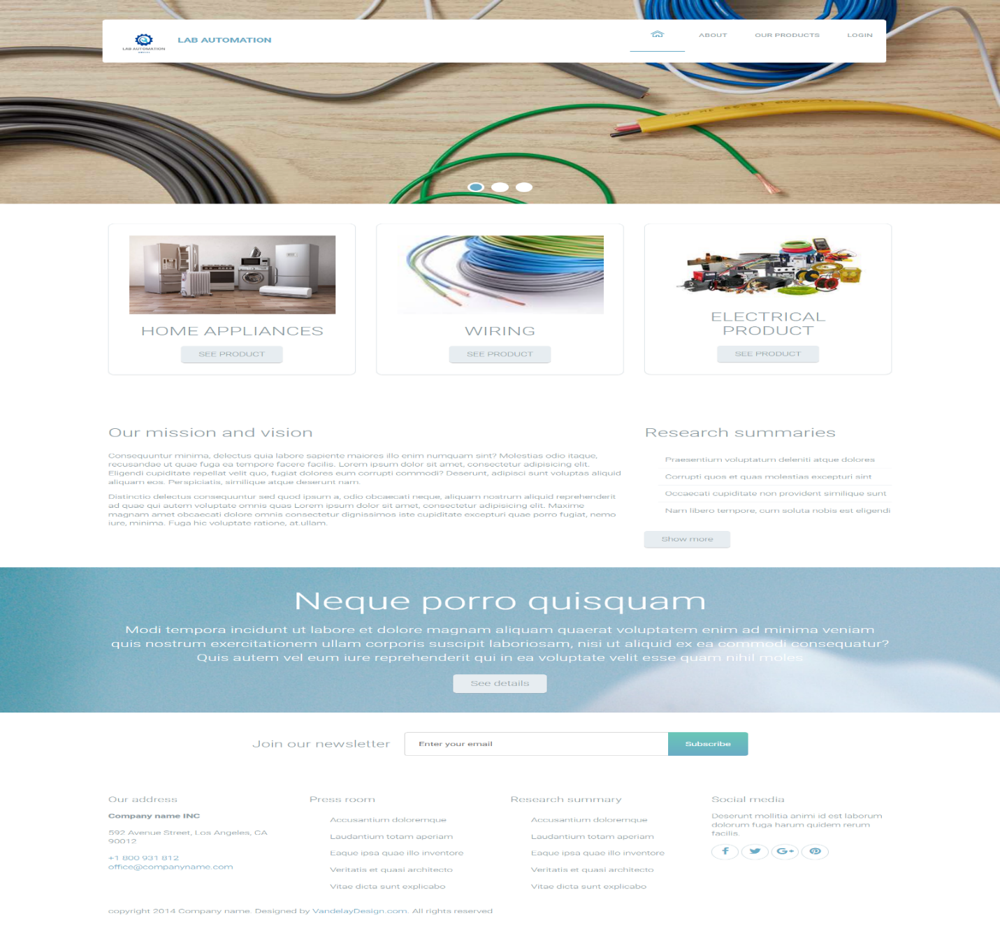 LAB AUTOMATION
LAB AUTOMATION
ABOUT
OUR PRODUCTS
LOGIN
HOME APPLIANCES
SEE PRODUCT
WIRING
SEE PRODUCT
ELECTRICAL
PRODUCT
SEE PRODUCT
Our mission and vision
Consequuntur minima, delectus quia labore sapiente maiores illo enim numquam sint? Molestias odio itaque,
recusandae ut quae fuga ea tempore facere facilis. Lorem ipsum dolor sit amet, consectetur adipisicing elit.
Eligendi cupiditate repellat velit quo, fugiat dolores eum corrupti commodi? Deserunt, adipisci sunt voluptas aliquid
aliquam eos. Perspiciatis, similique atque deserunt nam.
Distinctio delectus consequuntur sed quod ipsum a, odio obcaecati neque, aliquam nostrum aliquid reprehenderit
ad quae qui autem voluptate omnis quas Lorem ipsum dolor sit amet, consectetur adipisicing elit. Maxime
magnam amet obcaecati dolore omnis consectetur dignissimos iste cupiditate excepturi quae porro fugiat, nemo
iure, minima. Fuga hic voluptate ratione, at.ullam.
Research summaries
Praesentium voluptatum deleniti atque dolores
Corrupti quos et quas molestias excepturi sint
Occaecati cupiditate non provident similique sunt
Nam libero tempore, cum soluta nobis est eligendi
Show more
Neque porro quisquam
Modi tempora incidunt ut labore et dolore magnam aliquam quaerat voluptatem enim ad minima veniam
quis nostrum exercitationem ullam corporis suscipit laboriosam, nisi ut aliquid ex ea commodi consequatur?
Quis autem vel eum iure reprehenderit qui in ea voluptate velit esse quam nihil moles
See details
Join our newsletter
Enter your email
Subscribe
Our address
Company name INC
592 Avenue Street, Los Angeles, CA
90012
+1 800 931 812
office@companyname.com
Press room
Accusantium doloremque
Laudantium totam aperiam
Eaque ipsa quae illo inventore
Veritatis et quasi architecto
Vitae dicta sunt explicabo
Research summary
Accusantium doloremque
Laudantium totam aperiam
Eaque ipsa quae illo inventore
Veritatis et quasi architecto
Vitae dicta sunt explicabo
Social media
Deserunt mollitia animi id est laborum
dolorum fuga harum quidem rerum
facilis.
copyright 2014 Company name. Designed by VandelayDesign.com. All rights reserved